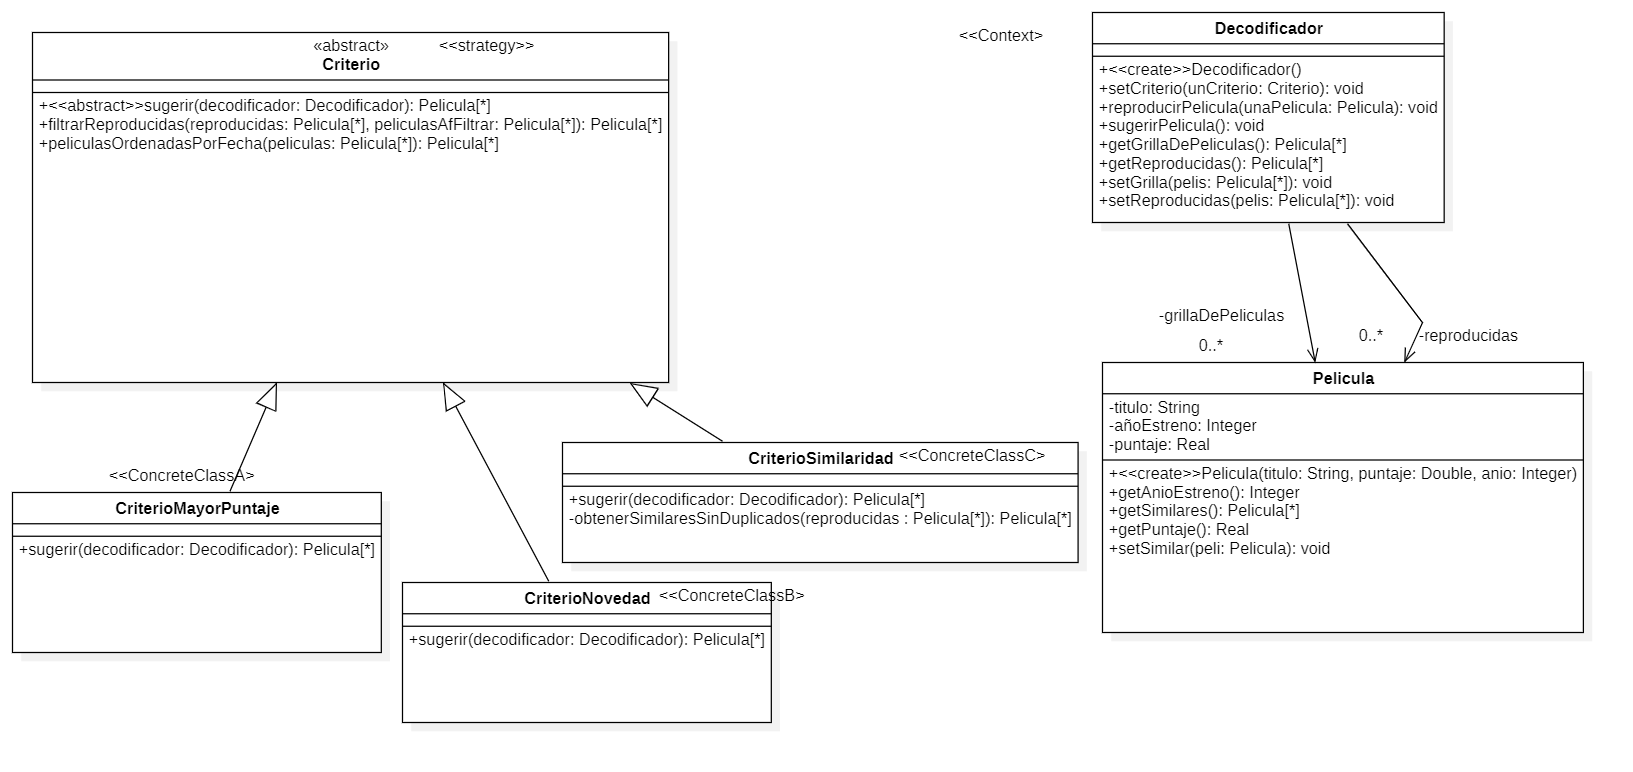 «abstract» <<strategy>>
Criterio
+<<abstract>>sugerir(decodificador: Decodificador): Pelicula[*]
+filtrarReproducidas(reproducidas: Pelicula[*], peliculasAfFiltrar: Pelicula[*]): Pelicula[*]
+peliculasOrdenadasPorFecha(peliculas: Pelicula[*]): Pelicula[*]
<<Context>
Decodificador
+<<create>>Decodificador()
+setCriterio(unCriterio: Criterio): void
+reproducirPelicula(unaPelicula: Pelicula): void
+sugerirPelicula(): void
+getGrillaDePeliculas(): Pelicula[*]
+getReproducidas(): Pelicula[*]
+setGrilla(pelis: Pelicula[*]): void
+setReproducidas(pelis: Pelicula[*]): void
-grillaDePeliculas
0..*
0..*
-reproducidas
Pelicula
-titulo: String
-añoEstreno: Integer
-puntaje: Real
+<<create>>Pelicula(titulo: String, puntaje: Double, anio: Integer)
+getAnioEstreno(): Integer
+getSimilares(): Pelicula[*]
+getPuntaje(): Real
+setSimilar(peli: Pelicula): void
<<ConcreteClassA>
CriterioMayorPuntaje
+sugerir(decodificador: Decodificador): Pelicula[*]
CriterioSimilaridad <<ConcreteClassC>
+sugerir(decodificador: Decodificador): Pelicula[*]
-obtenerSimilaresSinDuplicados(reproducidas : Pelicula[*]): Pelicula[*]
CriterioNovedad <<ConcreteClassB>
+sugerir(decodificador: Decodificador): Pelicula[*]